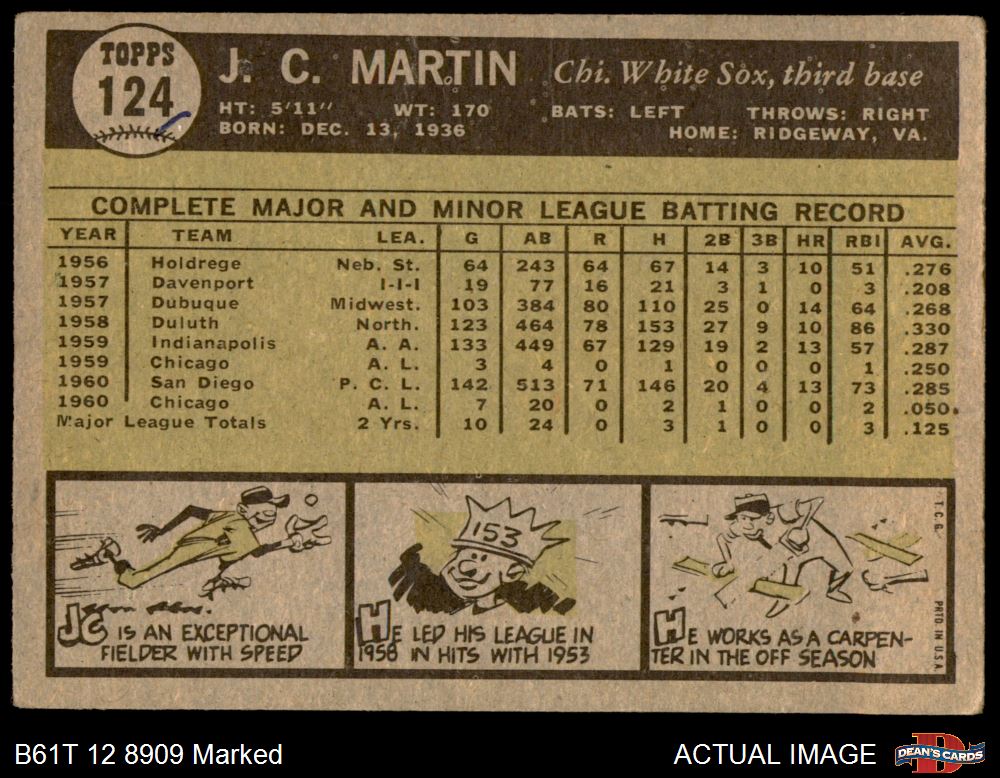 TOPPS
124
J. C. MARTIN Chi. White Sox, third base
HT: 5'11" WT: 170 BATS: LEFT THROWS: RIGHT
BORN: DEC. 13, 1936 HOME: RIDGEWAY, VA.
COMPLETE MAJOR AND MINOR LEAGUE BATTING RECORD
YEAR TEAM LEA. G AB R H 2B 3B HR RBI AVG.
1956 Holdrege Neb. St. 64 243 64 67 14 3 10 51 .276
1957 Davenport I-I-I 19 77 16 21 3 1 0 3 .208
1957 Dubuque Midwest. 103 384 80 110 25 0 14 64 .268
1958 Duluth North. 123 464 78 153 27 9 10 86 .330
1959 Indianapolis A. A. 133 449 67 129 19 2 13 57 .287
1959 Chicago A. L. 3 4 0 1 0 0 0 1 .250
1960 San Diego P. C. L. 142 513 71 146 20 4 13 73 .285
1960 Chicago A. L. 7 20 0 2 1 0 0 2 .050
Major League Totals 2 Yrs. 10 24 0 3 1 0 0 3 .125
JC IS AN EXCEPTIONAL
FIELDER WITH SPEED
153
HE LED HIS LEAGUE IN
1958 IN HITS WITH 1953
HE WORKS AS A CARPEN-
TER IN THE OFF SEASON
T.C.G.
PRTD IN U.S.A.
B61T 12 8909 Marked
ACTUAL IMAGE
DEAN'S CARDS